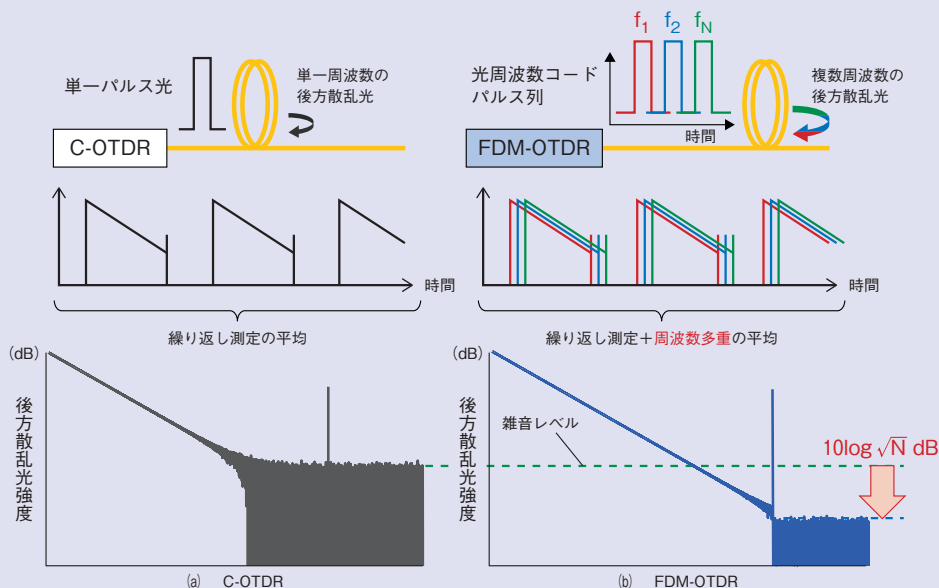 単一パルス光
単一周波数の
後方散乱光
C-OTDR
時間
繰り返し測定の平均
(dB)
後方散乱光強度
(a) C-OTDR
f1 f2 fN
光周波数コード
パルス列
時間
複数周波数の
後方散乱光
FDM-OTDR
時間
繰り返し測定+周波数多重の平均
(dB)
後方散乱光強度
雑音レベル
10log √N dB
(b) FDM-OTDR